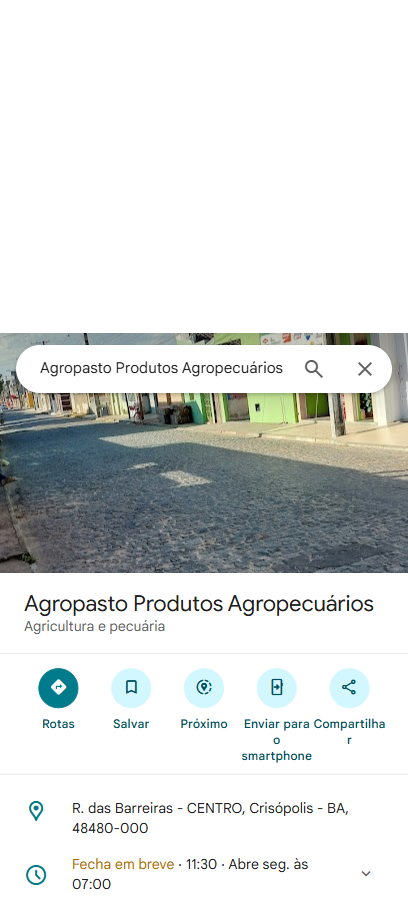 Agropasto Produtos Agropecuários
Agropasto Produtos Agropecuários
Agricultura e pecuária
Rotas
Salvar
Próximo
Enviar para
o
smartphone
Compartilha
r
R. das Barreiras - CENTRO, Crisópolis - BA,
48480-000
Fecha em breve · 11:30 · Abre seg. às
07:00